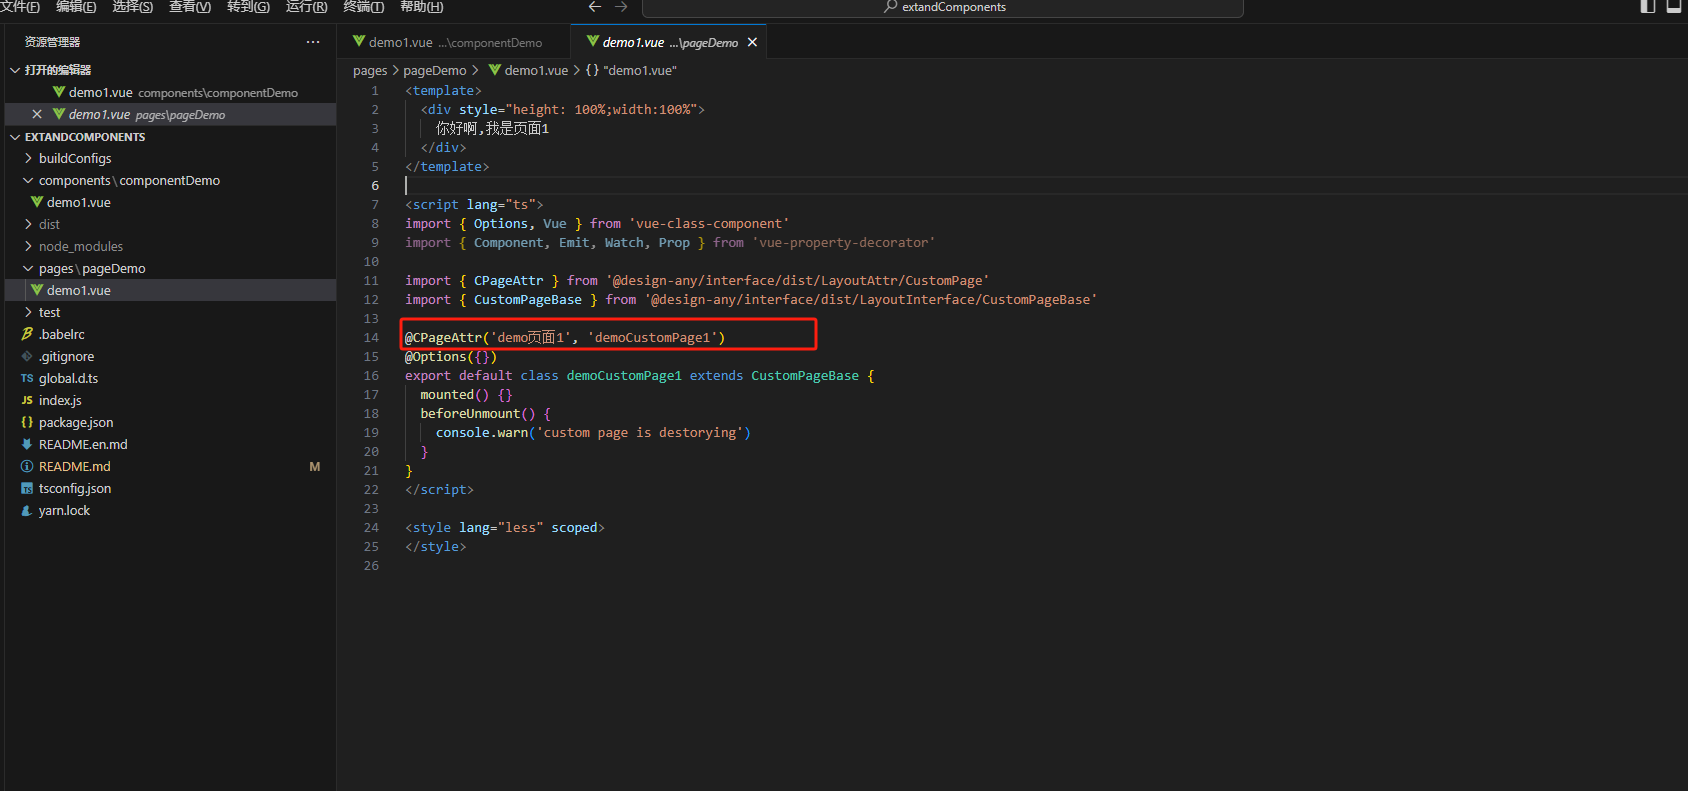 文件(F) 编辑(E) 选择(S) 查看(V) 转到(G) 运行(R) 终端(T) 帮助(H) extandComponents
资源管理器 ···
打开的编辑器
demo1.vue components\componentDemo
demo1.vue pages\pageDemo
EXTANDCOMPONENTS
buildConfigs
components\componentDemo
demo1.vue
dist
node_modules
pages\pageDemo
demo1.vue
test
.babelrc
.gitignore
TS global.d.ts
JS index.js
{} package.json
README.en.md
README.md M
TS tsconfig.json
yarn.lock
demo1.vue ...\componentDemo demo1.vue ...\pageDemo
pages > pageDemo > demo1.vue > {} "demo1.vue"
1 <template>
2 <div style="height: 100%;width:100%">
3 你好啊,我是页面1
4 </div>
5 </template>
6
7 <script lang="ts">
8 import { Options, Vue } from 'vue-class-component'
9 import { Component, Emit, Watch, Prop } from 'vue-property-decorator'
10
11 import { CPageAttr } from '@design-any/interface/dist/LayoutAttr/CustomPage'
12 import { CustomPageBase } from '@design-any/interface/dist/LayoutInterface/CustomPageBase'
13
14 @CPageAttr('demo页面1', 'demoCustomPage1')
15 @Options({})
16 export default class demoCustomPage1 extends CustomPageBase {
17 mounted() {}
18 beforeUnmount() {
19 console.warn('custom page is destorying')
20 }
21 }
22 </script>
23
24 <style lang="less" scoped>
25 </style>
26